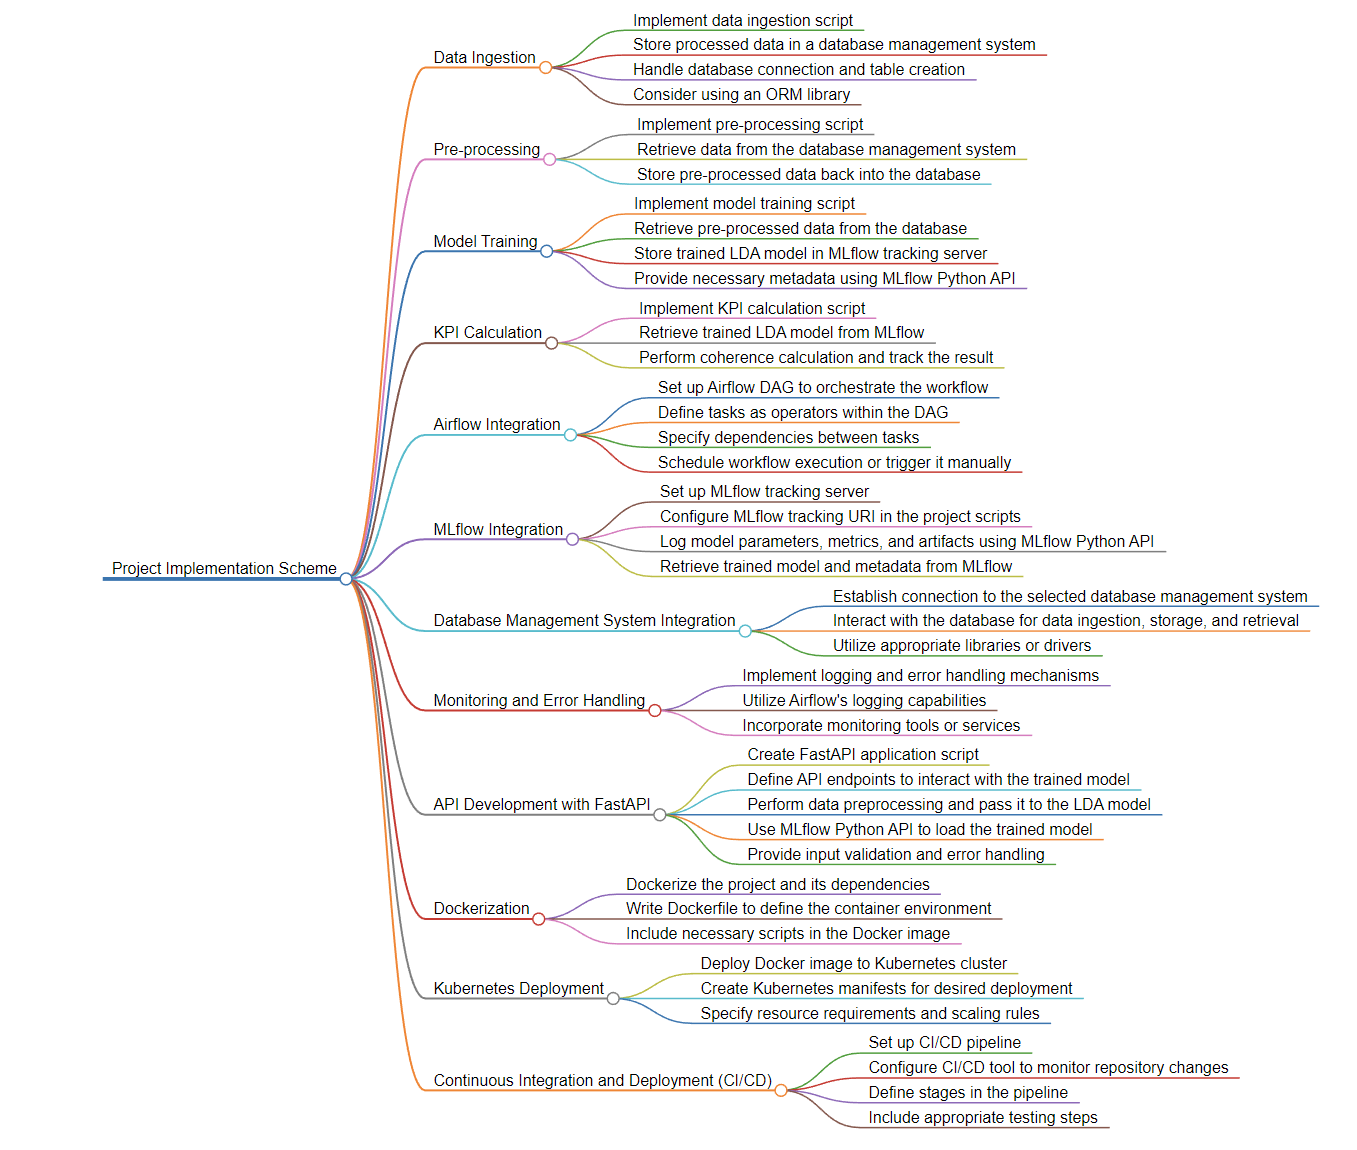 Project Implementation Scheme
Data Ingestion
Implement data ingestion script
Store processed data in a database management system
Handle database connection and table creation
Consider using an ORM library
Pre-processing
Implement pre-processing script
Retrieve data from the database management system
Store pre-processed data back into the database
Model Training
Implement model training script
Retrieve pre-processed data from the database
Store trained LDA model in MLflow tracking server
Provide necessary metadata using MLflow Python API
KPI Calculation
Implement KPI calculation script
Retrieve trained LDA model from MLflow
Perform coherence calculation and track the result
Airflow Integration
Set up Airflow DAG to orchestrate the workflow
Define tasks as operators within the DAG
Specify dependencies between tasks
Schedule workflow execution or trigger it manually
MLflow Integration
Set up MLflow tracking server
Configure MLflow tracking URI in the project scripts
Log model parameters, metrics, and artifacts using MLflow Python API
Retrieve trained model and metadata from MLflow
Database Management System Integration
Establish connection to the selected database management system
Interact with the database for data ingestion, storage, and retrieval
Utilize appropriate libraries or drivers
Monitoring and Error Handling
Implement logging and error handling mechanisms
Utilize Airflow's logging capabilities
Incorporate monitoring tools or services
API Development with FastAPI
Create FastAPI application script
Define API endpoints to interact with the trained model
Perform data preprocessing and pass it to the LDA model
Use MLflow Python API to load the trained model
Provide input validation and error handling
Dockerization
Dockerize the project and its dependencies
Write Dockerfile to define the container environment
Include necessary scripts in the Docker image
Kubernetes Deployment
Deploy Docker image to Kubernetes cluster
Create Kubernetes manifests for desired deployment
Specify resource requirements and scaling rules
Continuous Integration and Deployment (CI/CD)
Set up CI/CD pipeline
Configure CI/CD tool to monitor repository changes
Define stages in the pipeline
Include appropriate testing steps